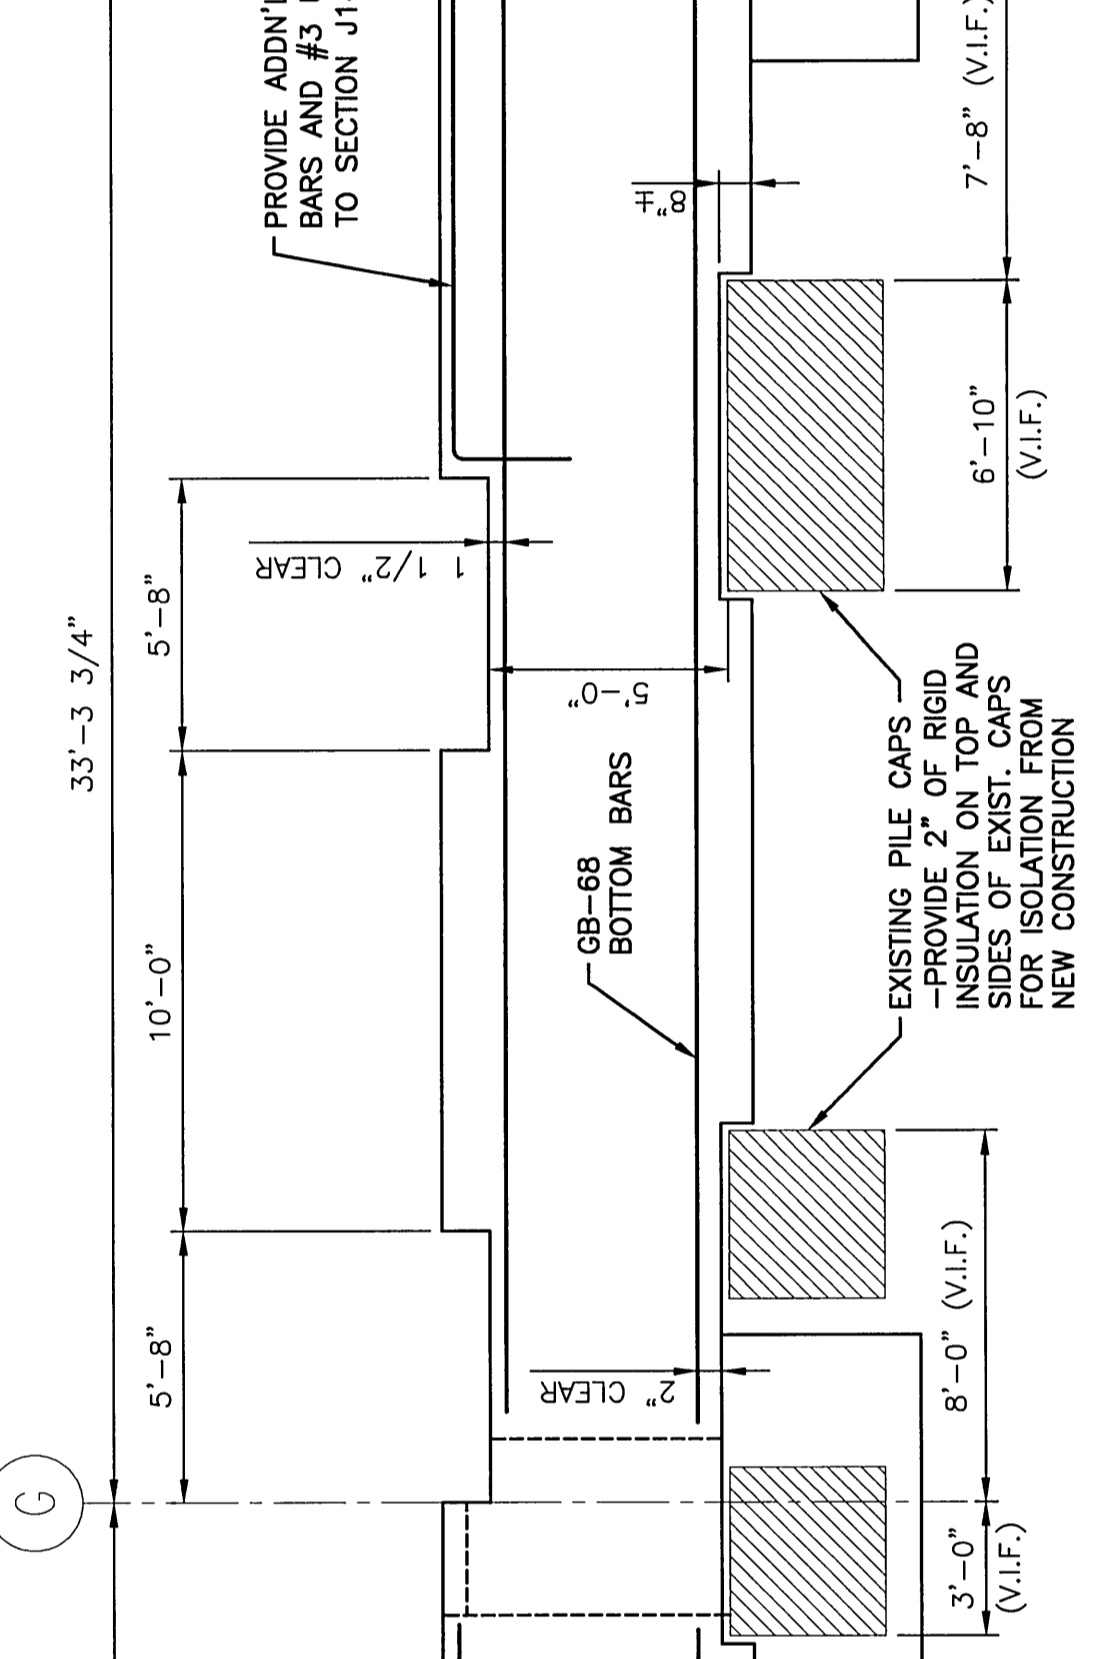 G
33'-3 3/4"
5'-8"
10'-0"
5'-8"
PROVIDE ADDN'L
BARS AND #3
TO SECTION
1 1/2" CLEAR
8"±
5'-0"
GB-68
BOTTOM BARS
2" CLEAR
EXISTING PILE CAPS
-PROVIDE 2" OF RIGID
INSULATION ON TOP AND
SIDES OF EXIST. CAPS
FOR ISOLATION FROM
NEW CONSTRUCTION
3'-0"
(V.I.F.)
8'-0" (V.I.F.)
6'-10"
(V.I.F.)
7'-8" (V.I.F.)